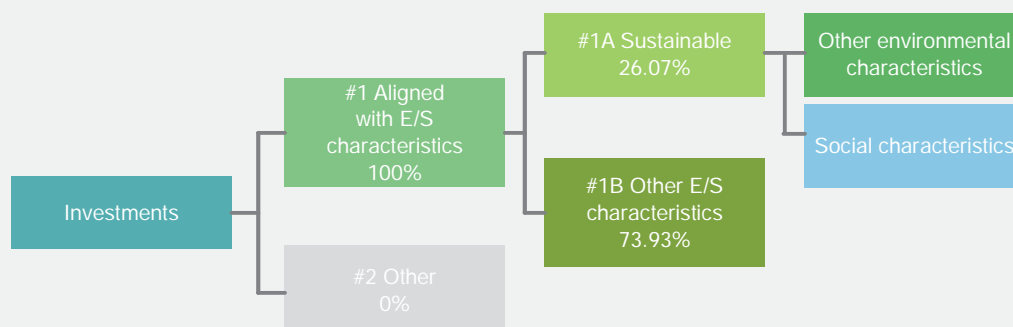 Investments
#1 Aligned
with E/S
characteristics
100%
#2 Other
0%
#1A Sustainable
26.07%
#1B Other E/S
characteristics
73.93%
Other environmental
characteristics
Social characteristics